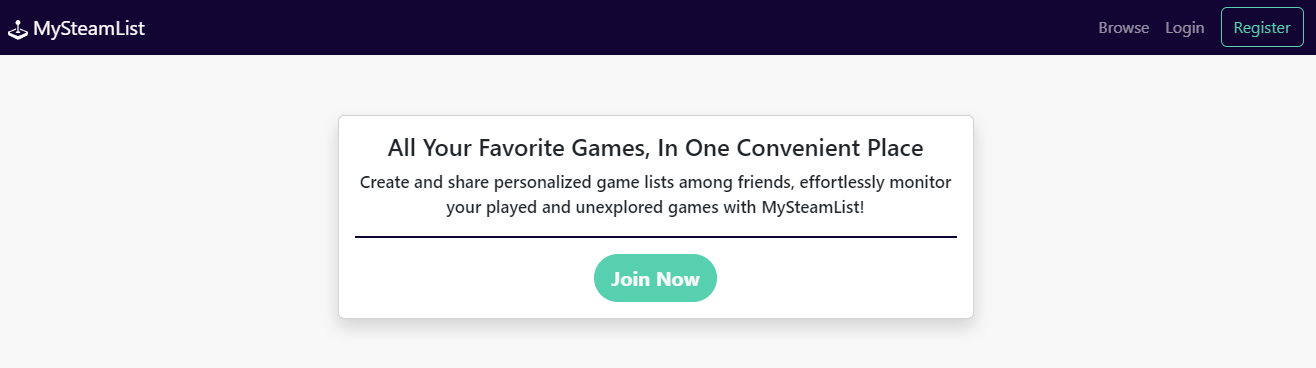 MySteamList
Browse Login Register
All Your Favorite Games, In One Convenient Place
Create and share personalized game lists among friends, effortlessly monitor
your played and unexplored games with MySteamList!
Join Now